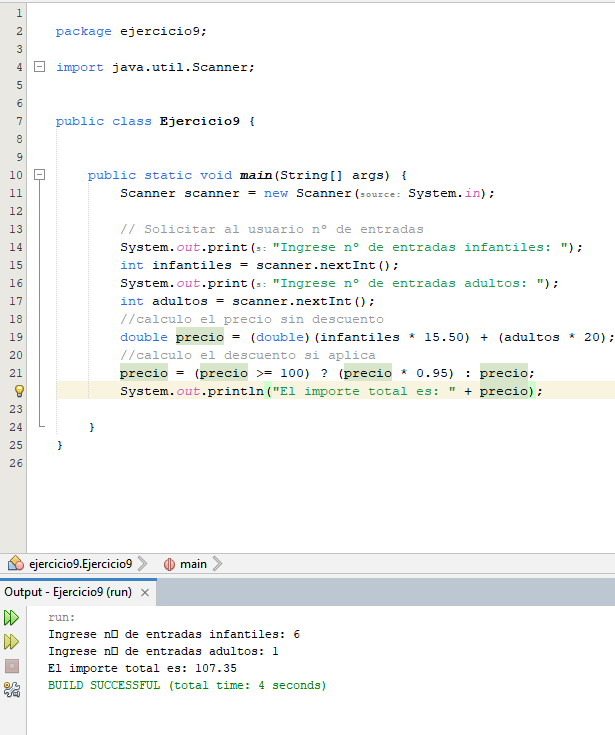 1
2 package ejercicio9;
3
4 import java.util.Scanner;
5
6
7 public class Ejercicio9 {
8
9
10 public static void main(String[] args) {
11 Scanner scanner = new Scanner(source: System.in);
12
13 // Solicitar al usuario nº de entradas
14 System.out.print(s: "Ingrese nº de entradas infantiles: ");
15 int infantiles = scanner.nextInt();
16 System.out.print(s: "Ingrese nº de entradas adultos: ");
17 int adultos = scanner.nextInt();
18 //calculo el precio sin descuento
19 double precio = (double)(infantiles * 15.50) + (adultos * 20);
20 //calculo el descuento si aplica
21 precio = (precio >= 100) ? (precio * 0.95) : precio;
System.out.println("El importe total es: " + precio);
23
24 }
25 }
26
ejercicio9.Ejercicio9 main
Output - Ejercicio9 (run) ×
run:
Ingrese n□ de entradas infantiles: 6
Ingrese n□ de entradas adultos: 1
El importe total es: 107.35
BUILD SUCCESSFUL (total time: 4 seconds)